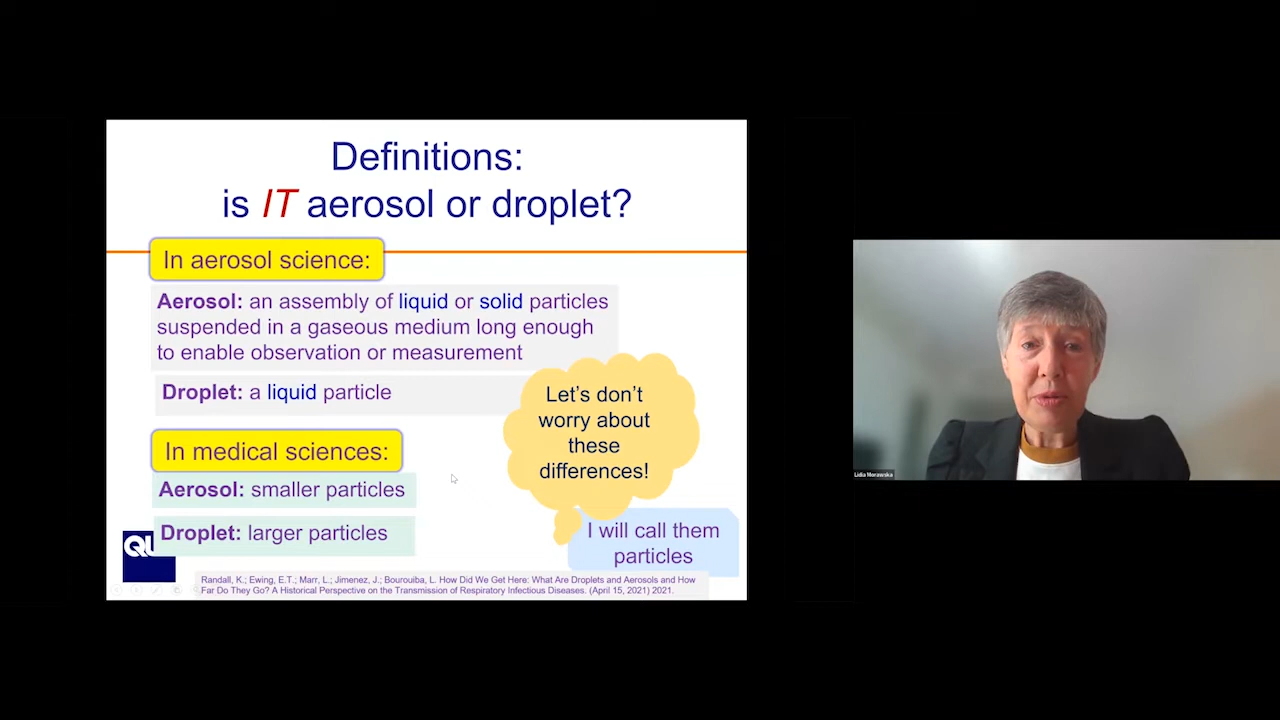 Definitions:
is IT aerosol or droplet?
In aerosol science:
Aerosol: an assembly of liquid or solid particles
suspended in a gaseous medium long enough
to enable observation or measurement
Droplet: a liquid particle
Let's don't
worry about
these
differences!
In medical sciences:
Aerosol: smaller particles
Droplet: larger particles
I will call them
particles
QU
Randall, K.; Ewing, E.T.; Marr, L.; Jimenez, J.; Bourouiba, L. How Did We Get Here: What Are Droplets and Aerosols and How
Far Do They Go? A Historical Perspective on the Transmission of Respiratory Infectious Diseases. (April 15, 2021) 2021.
Lidia Morawska